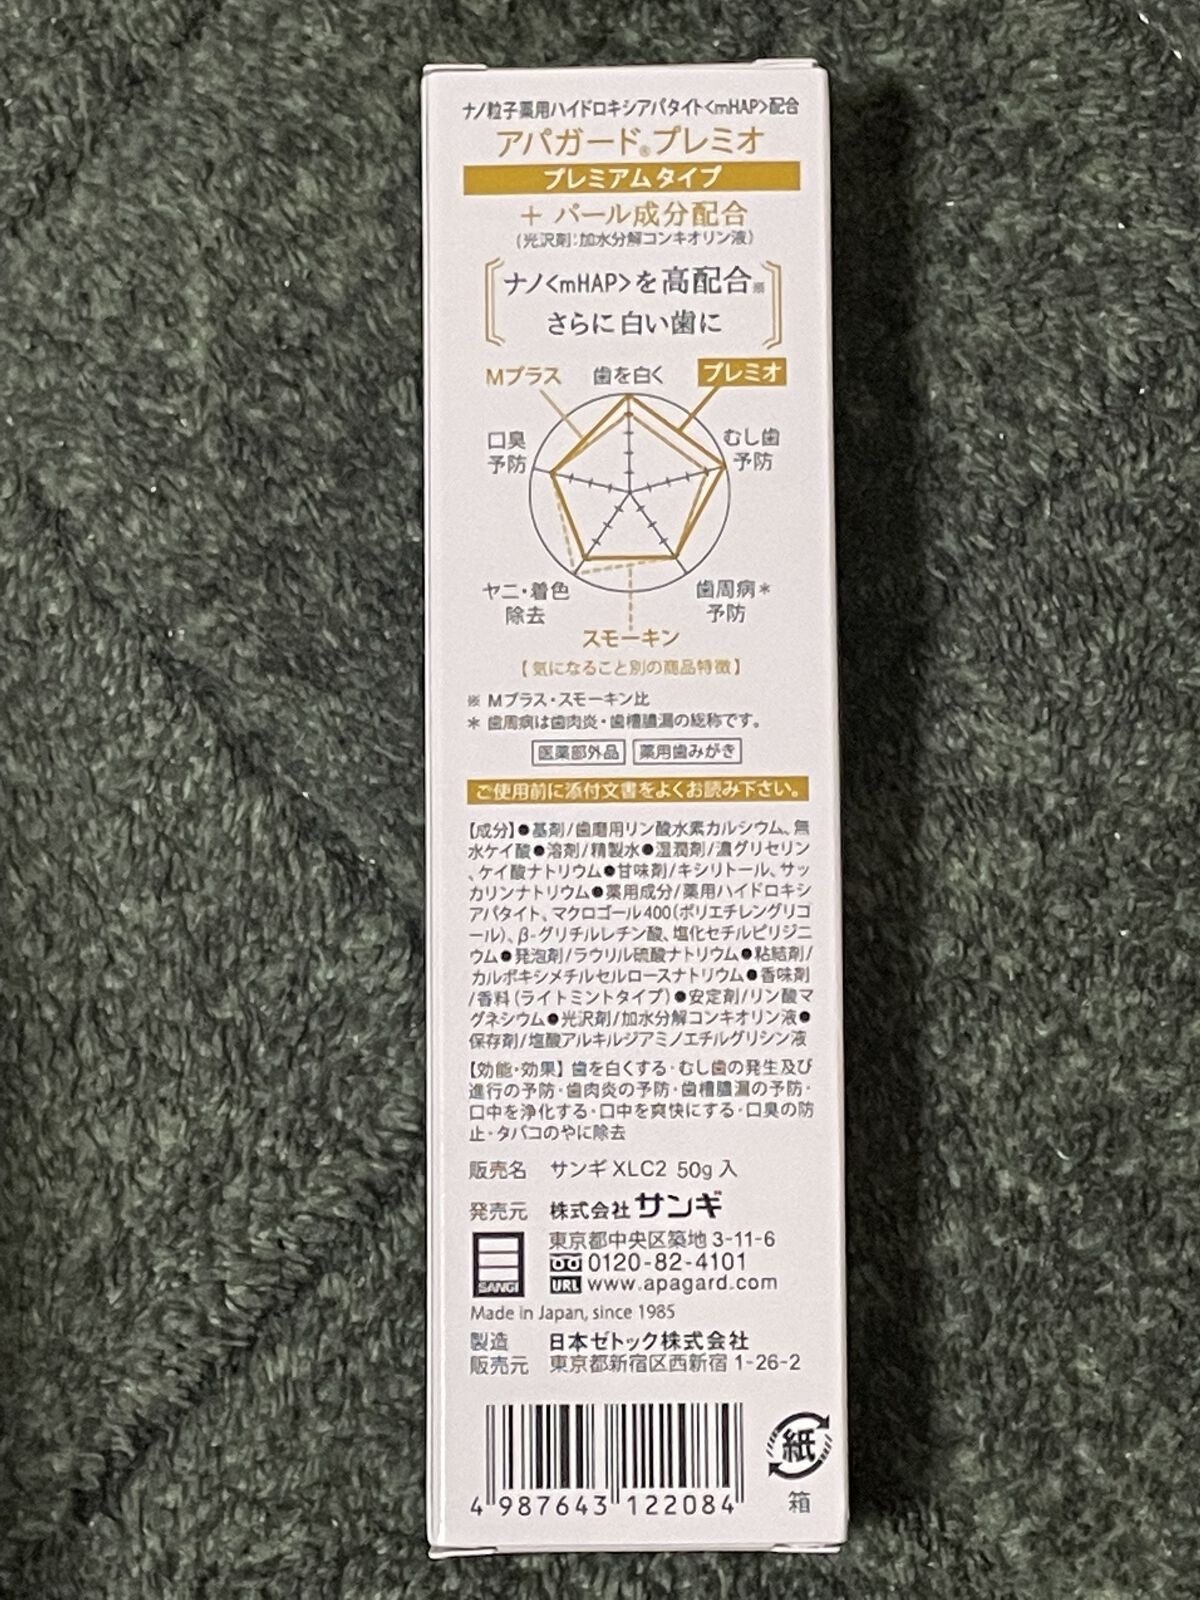 ナノ粒子薬用ハイドロキシアパタイト<mHAP>配合
アパガード®プレミオ
プレミアムタイプ
+ パール成分配合
(光沢剤:加水分解コンキオリン液)
ナノ<mHAP>を高配合※
さらに白い歯に
Mプラス 歯を白く プレミオ
口臭
予防
むし歯
予防
ヤニ・着色
除去
歯周病*
予防
スモーキン
【気になること別の商品特徴】
※ Mプラス・スモーキン比
* 歯周病は歯肉炎・歯槽膿漏の総称です。
医薬部外品 薬用歯みがき
ご使用前に添付文書をよくお読み下さい。
【成分】●基剤/歯磨用リン酸水素カルシウム、無
水ケイ酸●溶剤/精製水●湿潤剤/濃グリセリン
、ケイ酸ナトリウム●甘味剤/キシリトール、サッ
カリンナトリウム●薬用成分/薬用ハイドロキシ
アパタイト、マクロゴール400(ポリエチレングリコ
ール)、β-グリチルレチン酸、塩化セチルピリジニ
ウム●発泡剤/ラウリル硫酸ナトリウム●粘結剤/
カルボキシメチルセルロースナトリウム●香味剤
/香料(ライトミントタイプ)●安定剤/リン酸マ
グネシウム●光沢剤/加水分解コンキオリン液●
保存剤/塩酸アルキルジアミノエチルグリシン液
【効能・効果】歯を白くする・むし歯の発生及び
進行の予防・歯肉炎の予防・歯槽膿漏の予防・
口中を浄化する・口中を爽快にする・口臭の防
止・タバコのやに除去
販売名 サンギXLC2 50g入
発売元 株式会社サンギ
東京都中央区築地 3-11-6
0120-82-4101
SANGI URL www.apagard.com
Made in Japan, since 1985
製造 日本ゼトック株式会社
販売元 東京都新宿区西新宿 1-26-2
4 987643 122084
紙
箱